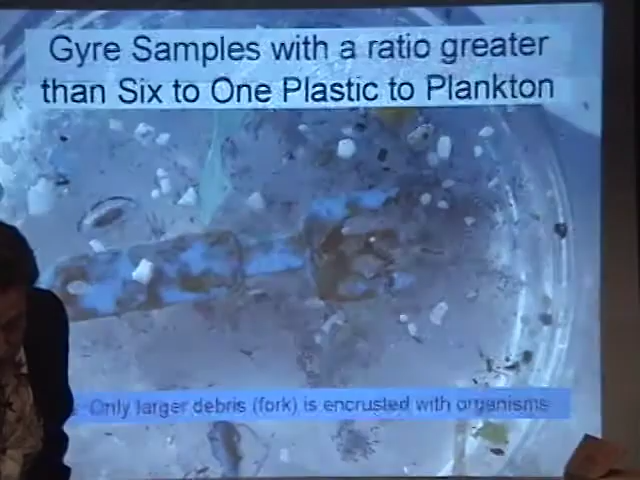 Gyre Samples with a ratio greater
than Six to One Plastic to Plankton
Only larger debris (fork) is encrusted with organisms